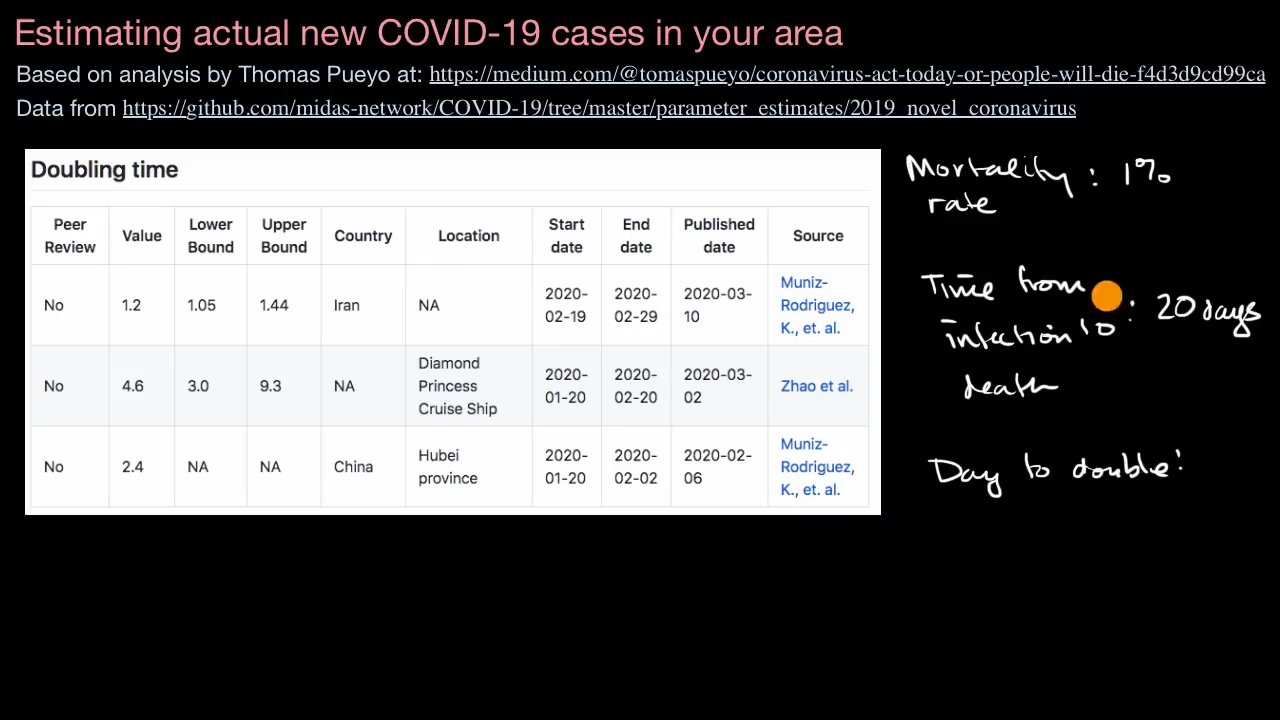 Estimating actual new COVID-19 cases in your area
Based on analysis by Thomas Pueyo at: https://medium.com/@tomaspueyo/coronavirus-act-today-or-people-will-die-f4d3d9cd99ca
Data from https://github.com/midas-network/COVID-19/tree/master/parameter_estimates/2019_novel_coronavirus
Doubling time
Peer Review Value Lower Bound Upper Bound Country Location Start date End date Published date Source
No 1.2 1.05 1.44 Iran NA 2020-02-19 2020-02-29 2020-03-10 Muniz-Rodriguez, K., et. al.
No 4.6 3.0 9.3 NA Diamond Princess Cruise Ship 2020-01-20 2020-02-20 2020-03-02 Zhao et al.
No 2.4 NA NA China Hubei province 2020-01-20 2020-02-02 2020-02-06 Muniz-Rodriguez, K., et. al.
Mortality : 1%
rate
Time from
infection to : 20 days
death
Day to double: